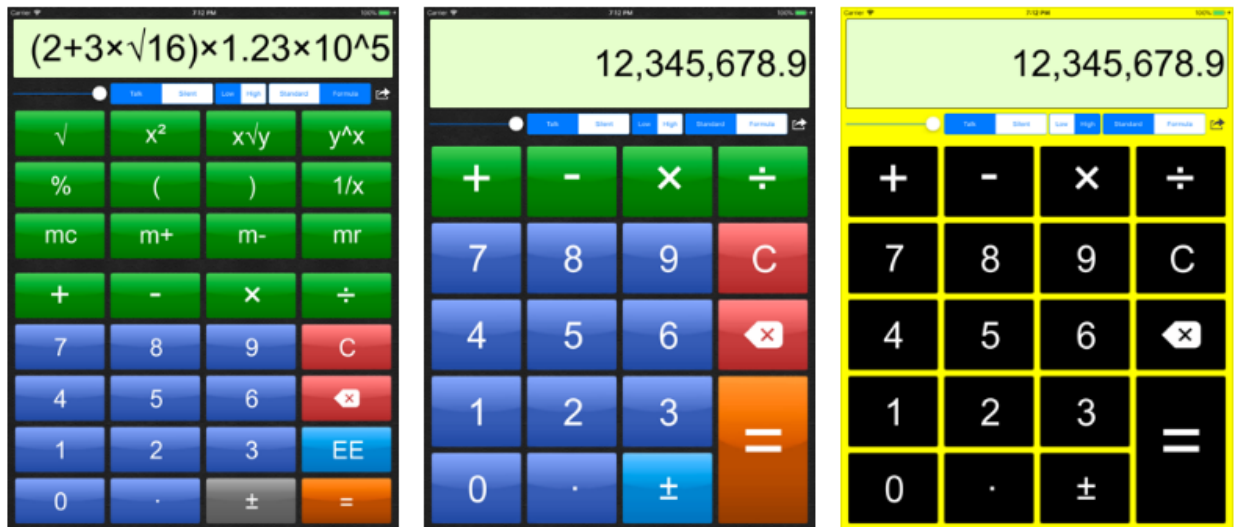 Carrier 7:12 PM 100%
(2+3×√16)×1.23×10^5
Talk Silent Low High Standard Formula
√ x² x√y y^x
% ( ) 1/x
mc m+ m- mr
+ - × ÷
7 8 9 C
4 5 6 ×
1 2 3 EE
0 . ± =
Carrier 7:12 PM 100%
12,345,678.9
Talk Silent Low High Standard Formula
+ - × ÷
7 8 9 C
4 5 6 ×
1 2 3 =
0 . ±
Carrier 7:12 PM 100%
12,345,678.9
Talk Silent Low High Standard Formula
+ - × ÷
7 8 9 C
4 5 6 ×
1 2 3 =
0 . ±